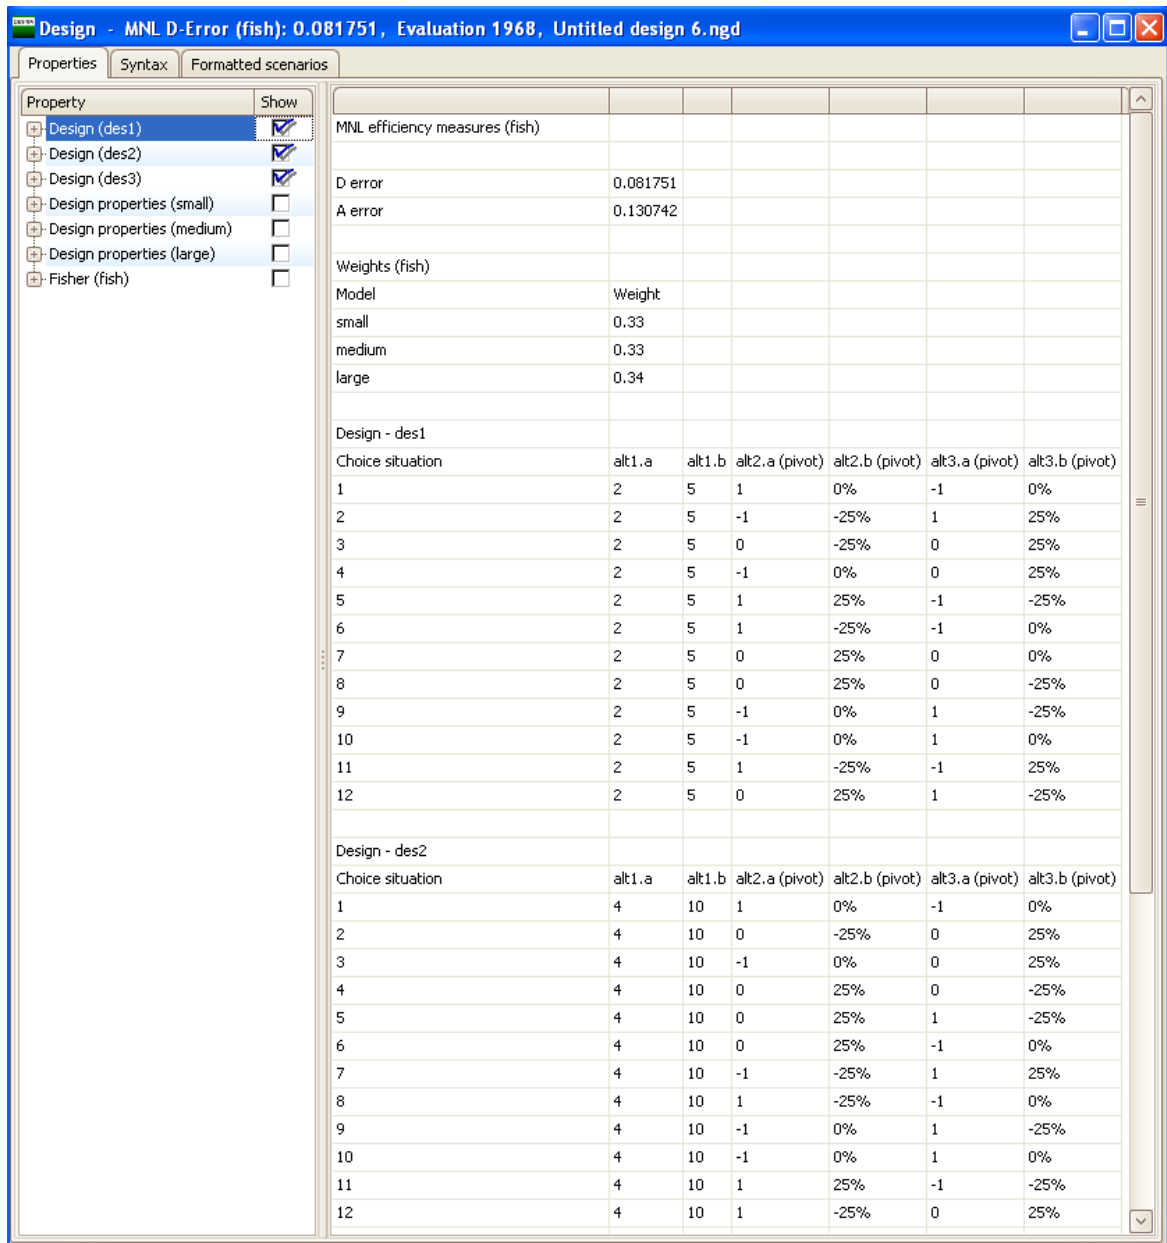 Design - MNL D-Error (fish): 0.081751, Evaluation 1968, Untitled design 6.ngd
Properties Syntax Formatted scenarios
Property Show
Design (des1)
Design (des2)
Design (des3)
Design properties (small)
Design properties (medium)
Design properties (large)
Fisher (fish)
MNL efficiency measures (fish)
D error 0.081751
A error 0.130742
Weights (fish)
Model Weight
small 0.33
medium 0.33
large 0.34
Design - des1
Choice situation alt1.a alt1.b alt2.a (pivot) alt2.b (pivot) alt3.a (pivot) alt3.b (pivot)
1 2 5 1 0% -1 0%
2 2 5 -1 -25% 1 25%
3 2 5 0 -25% 0 25%
4 2 5 -1 0% 0 25%
5 2 5 1 25% -1 -25%
6 2 5 1 -25% -1 0%
7 2 5 0 25% 0 0%
8 2 5 0 25% 0 -25%
9 2 5 -1 0% 1 -25%
10 2 5 -1 0% 1 0%
11 2 5 1 -25% -1 25%
12 2 5 0 25% 1 -25%
Design - des2
Choice situation alt1.a alt1.b alt2.a (pivot) alt2.b (pivot) alt3.a (pivot) alt3.b (pivot)
1 4 10 1 0% -1 0%
2 4 10 0 -25% 0 25%
3 4 10 -1 0% 0 25%
4 4 10 0 25% 0 -25%
5 4 10 0 25% 1 -25%
6 4 10 0 25% -1 0%
7 4 10 -1 -25% 1 25%
8 4 10 1 -25% -1 0%
9 4 10 -1 0% 1 -25%
10 4 10 -1 0% 1 0%
11 4 10 1 25% -1 -25%
12 4 10 1 -25% 0 25%